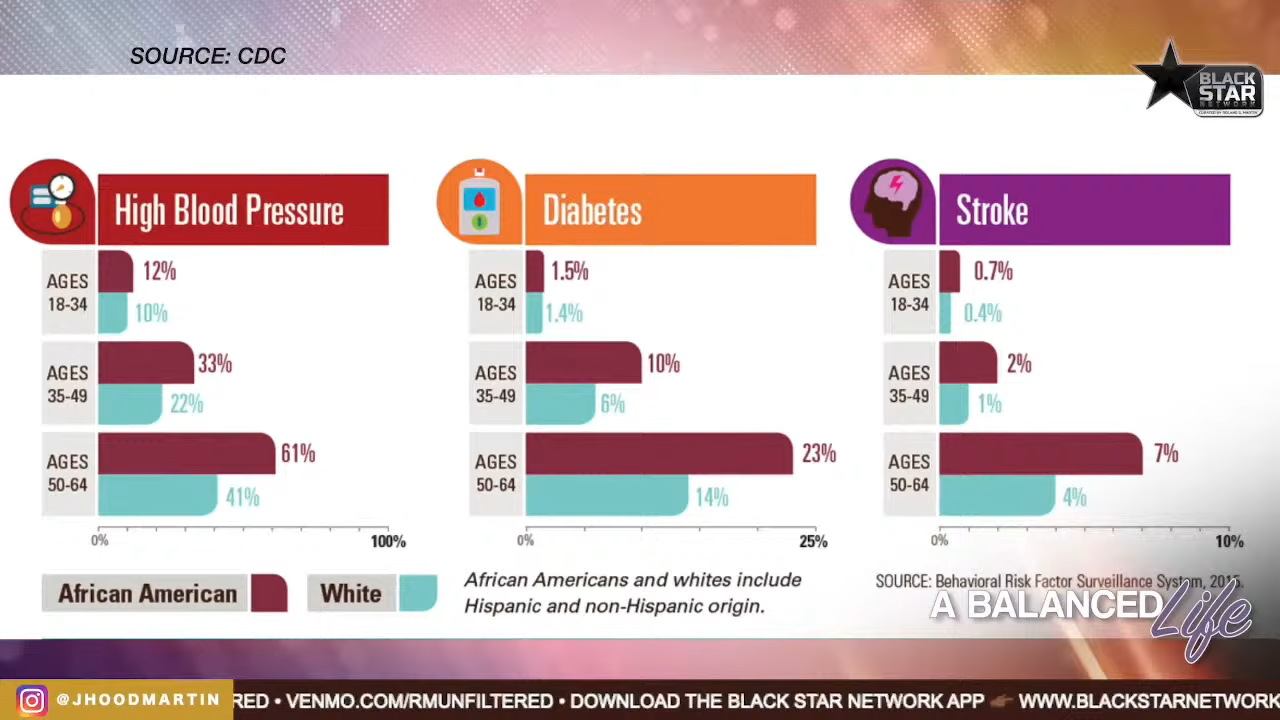 SOURCE: CDC
BLACK
STAR
NETWORK
High Blood Pressure
AGES
18-34
12%
10%
AGES
35-49
33%
22%
AGES
50-64
61%
41%
0%
100%
Diabetes
AGES
18-34
1.5%
1.4%
AGES
35-49
10%
6%
AGES
50-64
23%
14%
0%
25%
Stroke
AGES
18-34
0.7%
0.4%
AGES
35-49
2%
1%
AGES
50-64
7%
4%
0%
10%
African American
White
African Americans and whites include
Hispanic and non-Hispanic origin.
SOURCE: Behavioral Risk Factor Surveillance System, 2015.
A BALANCED Life
@JHOODMARTIN
RED • VENMO.COM/RMUNFILTERED • DOWNLOAD THE BLACK STAR NETWORK APP WWW.BLACKSTARNETWORK